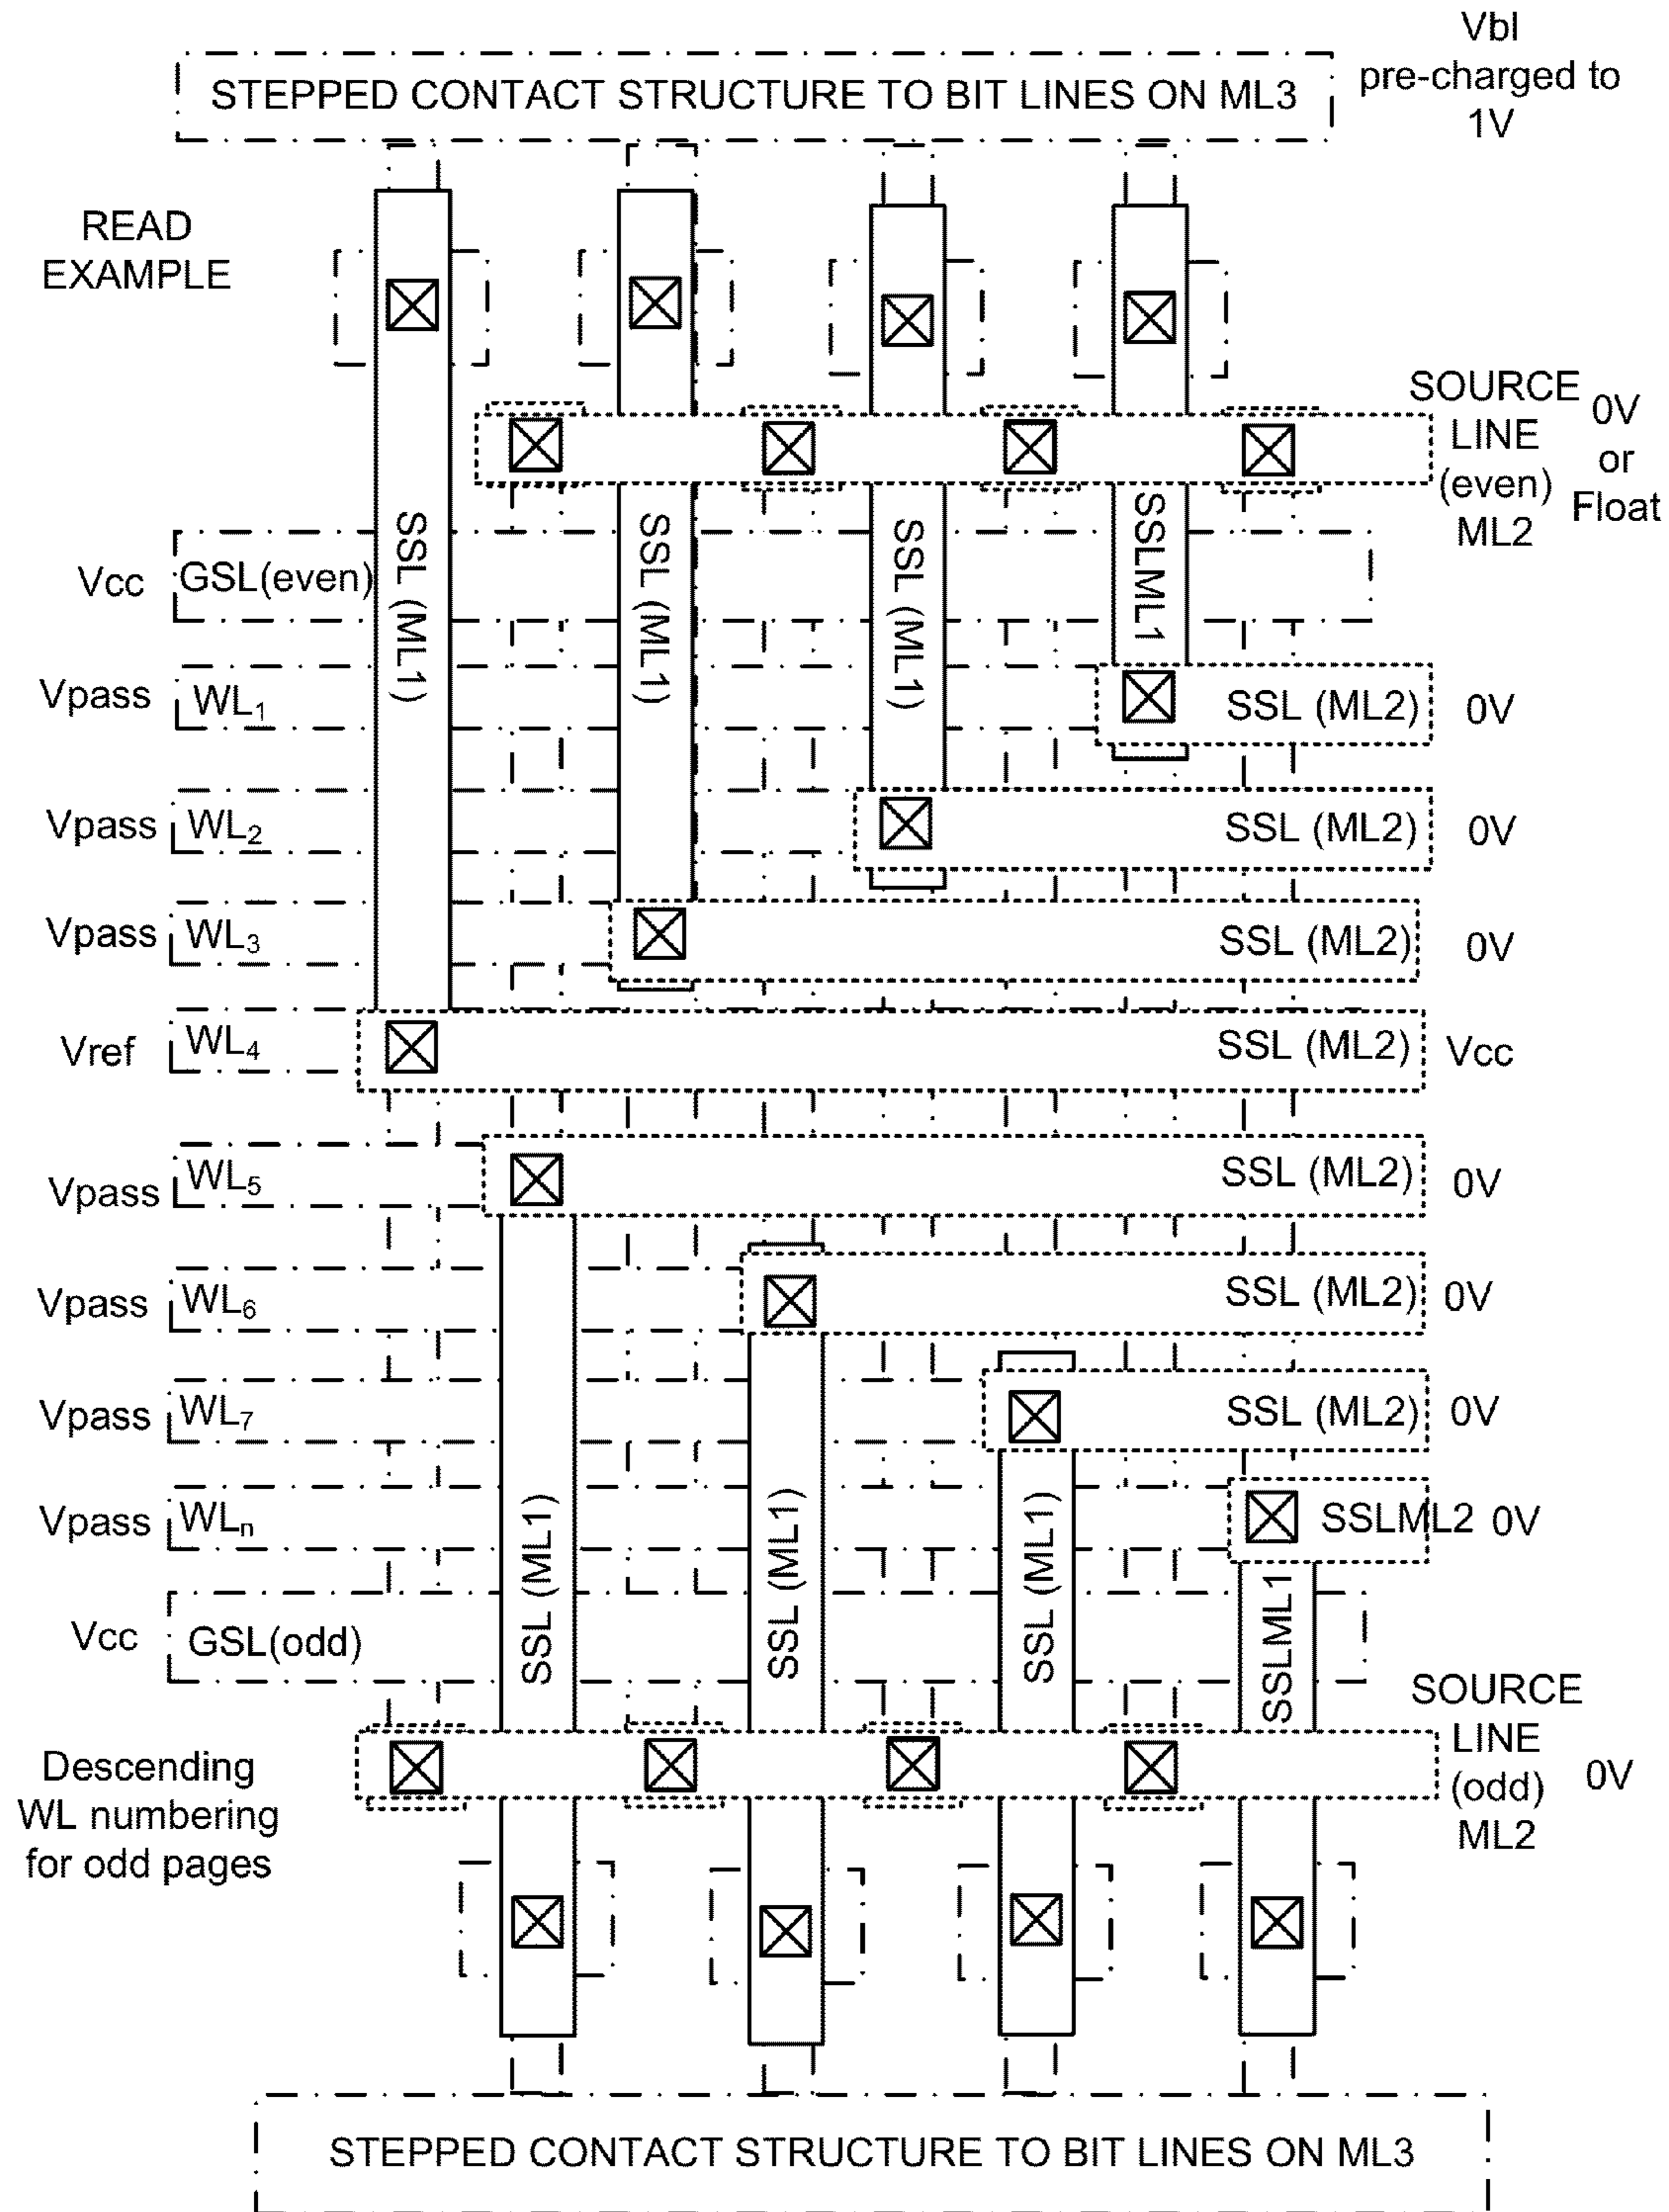 Vbl
pre-charged to
1V
STEPPED CONTACT STRUCTURE TO BIT LINES ON ML3
READ
EXAMPLE
SOURCE
LINE
(even)
ML2
0V
or
Float
SSL (ML1)
SSL (ML1)
SSL (ML1)
SSLML1
Vcc
GSL(even)
Vpass
WL1
SSL (ML2)
0V
Vpass
WL2
SSL (ML2)
0V
Vpass
WL3
SSL (ML2)
0V
Vref
WL4
SSL (ML2)
Vcc
Vpass
WL5
SSL (ML2)
0V
Vpass
WL6
SSL (ML2)
0V
Vpass
WL7
SSL (ML2)
0V
Vpass
WLn
SSLML2
0V
SSL (ML1)
SSL (ML1)
SSL (ML1)
SSLML1
Vcc
GSL(odd)
SOURCE
LINE
(odd)
ML2
0V
Descending
WL numbering
for odd pages
STEPPED CONTACT STRUCTURE TO BIT LINES ON ML3